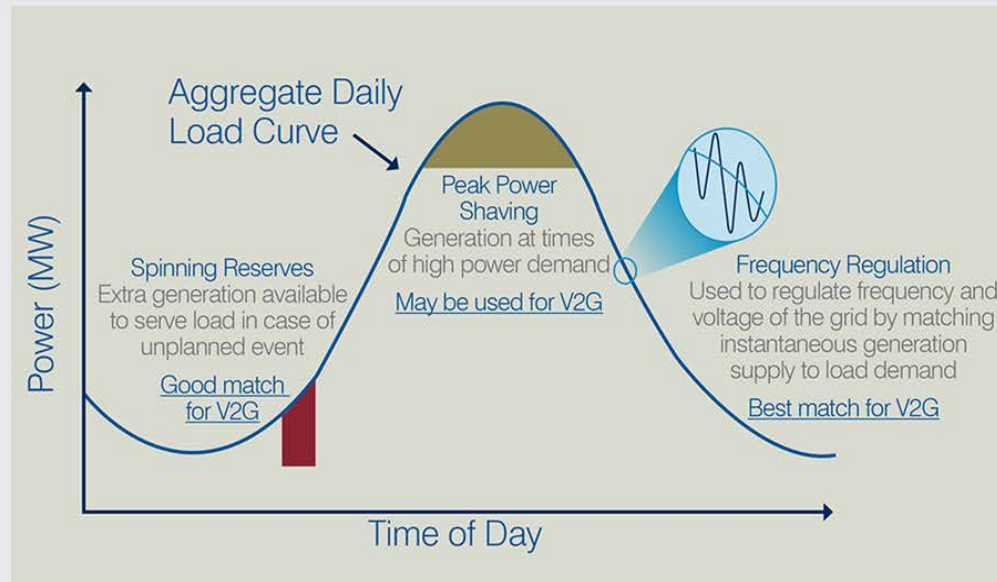 Aggregate Daily
Load Curve
Peak Power
Shaving
Generation at times
of high power demand
May be used for V2G
Spinning Reserves
Extra generation available
to serve load in case of
unplanned event
Good match
for V2G
Frequency Regulation
Used to regulate frequency and
voltage of the grid by matching
instantaneous generation
supply to load demand
Best match for V2G
Power (MW)
Time of Day